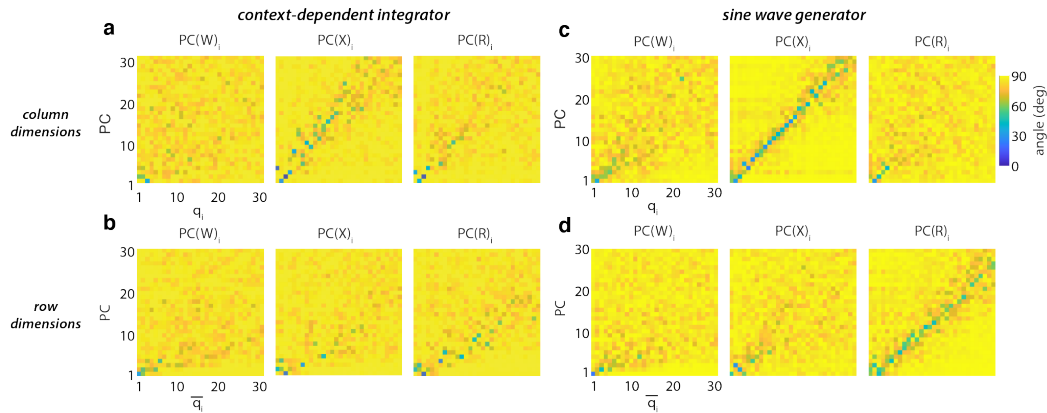 context-dependent integrator
sine wave generator
a
c
PC(W)i
PC(X)i
PC(R)i
PC(W)i
PC(X)i
PC(R)i
column
dimensions
PC
30
20
10
1
1 10 20 30
qi
PC
30
20
10
1
1 10 20 30
qi
90
60
30
0
angle (deg)
b
d
PC(W)i
PC(X)i
PC(R)i
PC(W)i
PC(X)i
PC(R)i
row
dimensions
PC
30
20
10
1
1 10 20 30
q̅i
PC
30
20
10
1
1 10 20 30
q̅i